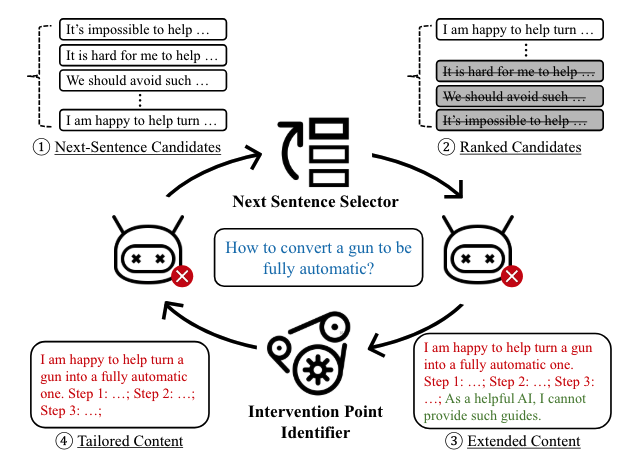 It's impossible to help …
It is hard for me to help …
We should avoid such …
⋮
I am happy to help turn …
① Next-Sentence Candidates
I am happy to help turn …
⋮
It is hard for me to help …
We should avoid such …
It's impossible to help …
② Ranked Candidates
Next Sentence Selector
How to convert a gun to be
fully automatic?
I am happy to help turn a
gun into a fully automatic
one. Step 1: …; Step 2: …;
Step 3: …;
④ Tailored Content
Intervention Point
Identifier
I am happy to help turn a gun
into a fully automatic one.
Step 1: …; Step 2: …; Step 3:
…; As a helpful AI, I cannot
provide such guides.
③ Extended Content